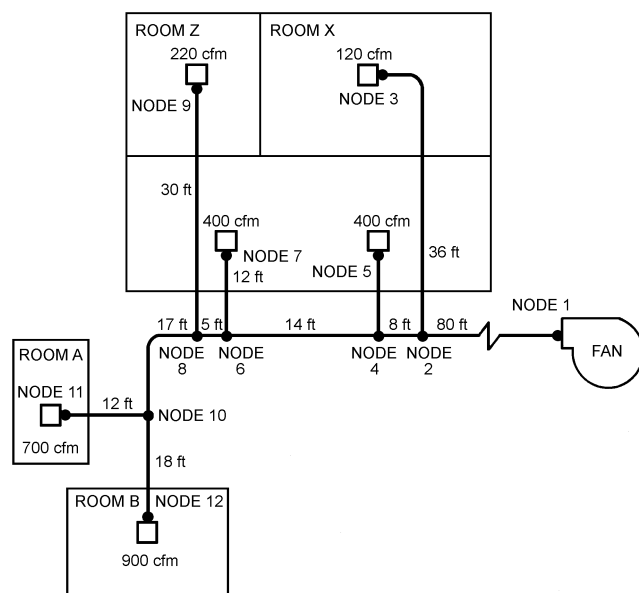 ROOM Z
ROOM X
220 cfm
120 cfm
NODE 9
NODE 3
30 ft
400 cfm
400 cfm
NODE 7
NODE 5
36 ft
12 ft
NODE 1
17 ft
5 ft
14 ft
8 ft
80 ft
FAN
NODE
8
NODE
6
NODE
4
NODE
2
ROOM A
NODE 11
12 ft
NODE 10
700 cfm
18 ft
ROOM B
NODE 12
900 cfm